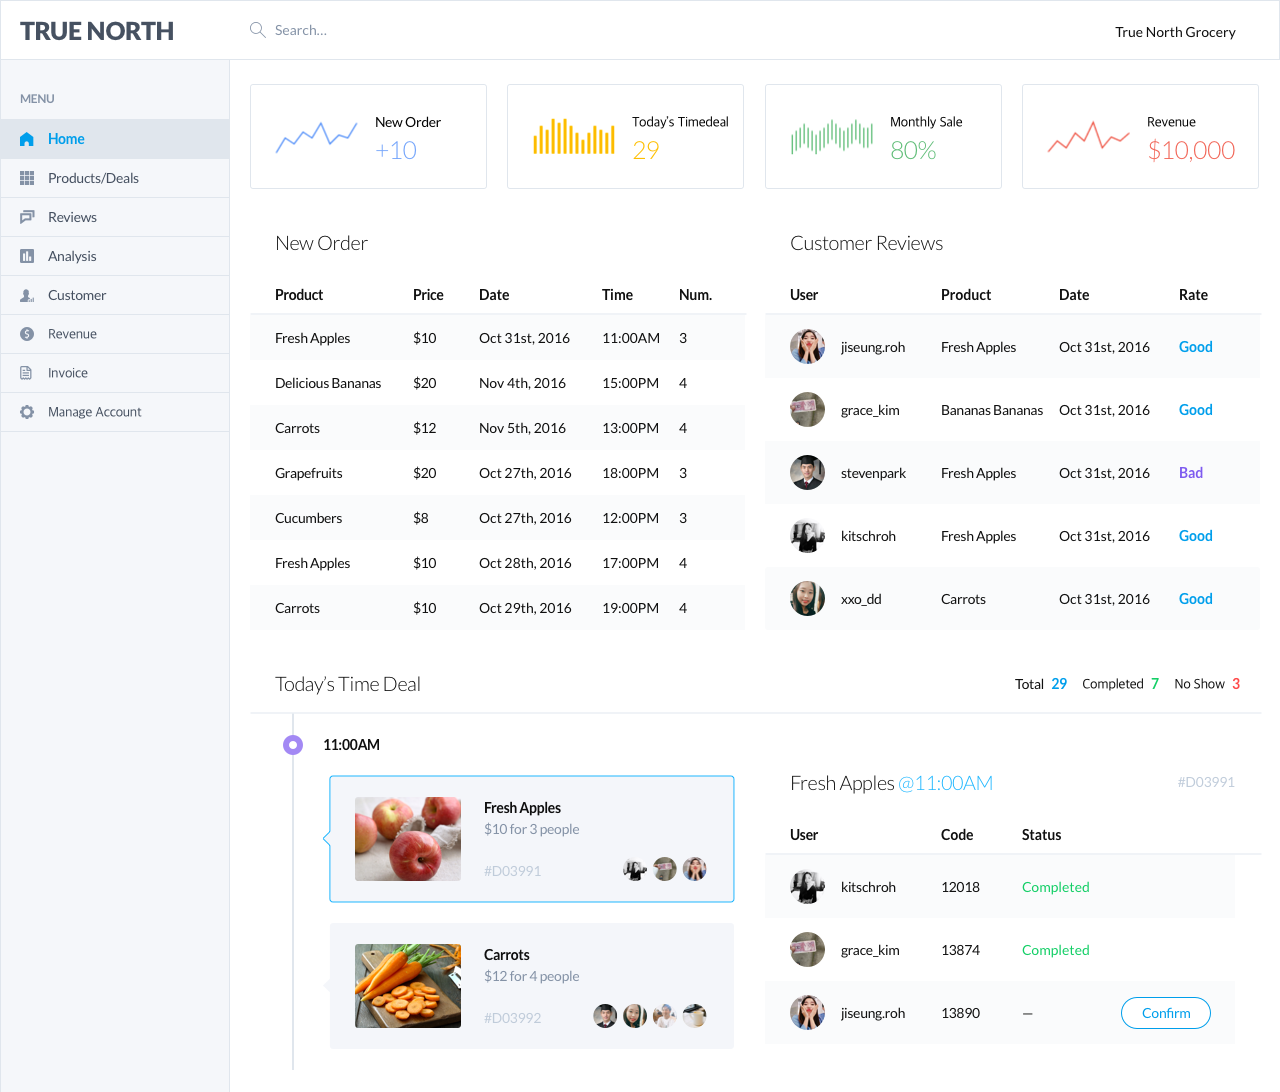 TRUE NORTH
Search...
True North Grocery
MENU
Home
Products/Deals
Reviews
Analysis
Customer
Revenue
Invoice
Manage Account
New Order
+10
Today's Timedeal
29
Monthly Sale
80%
Revenue
$10,000
New Order
Product Price Date Time Num.
Fresh Apples $10 Oct 31st, 2016 11:00AM 3
Delicious Bananas $20 Nov 4th, 2016 15:00PM 4
Carrots $12 Nov 5th, 2016 13:00PM 4
Grapefruits $20 Oct 27th, 2016 18:00PM 3
Cucumbers $8 Oct 27th, 2016 12:00PM 3
Fresh Apples $10 Oct 28th, 2016 17:00PM 4
Carrots $10 Oct 29th, 2016 19:00PM 4
Customer Reviews
User Product Date Rate
jiseung.roh Fresh Apples Oct 31st, 2016 Good
grace_kim Bananas Bananas Oct 31st, 2016 Good
stevenpark Fresh Apples Oct 31st, 2016 Bad
kitschroh Fresh Apples Oct 31st, 2016 Good
xxo_dd Carrots Oct 31st, 2016 Good
Today's Time Deal
Total 29 Completed 7 No Show 3
11:00AM
Fresh Apples
$10 for 3 people
#D03991
Carrots
$12 for 4 people
#D03992
Fresh Apples @11:00AM
#D03991
User Code Status
kitschroh 12018 Completed
grace_kim 13874 Completed
jiseung.roh 13890 — Confirm